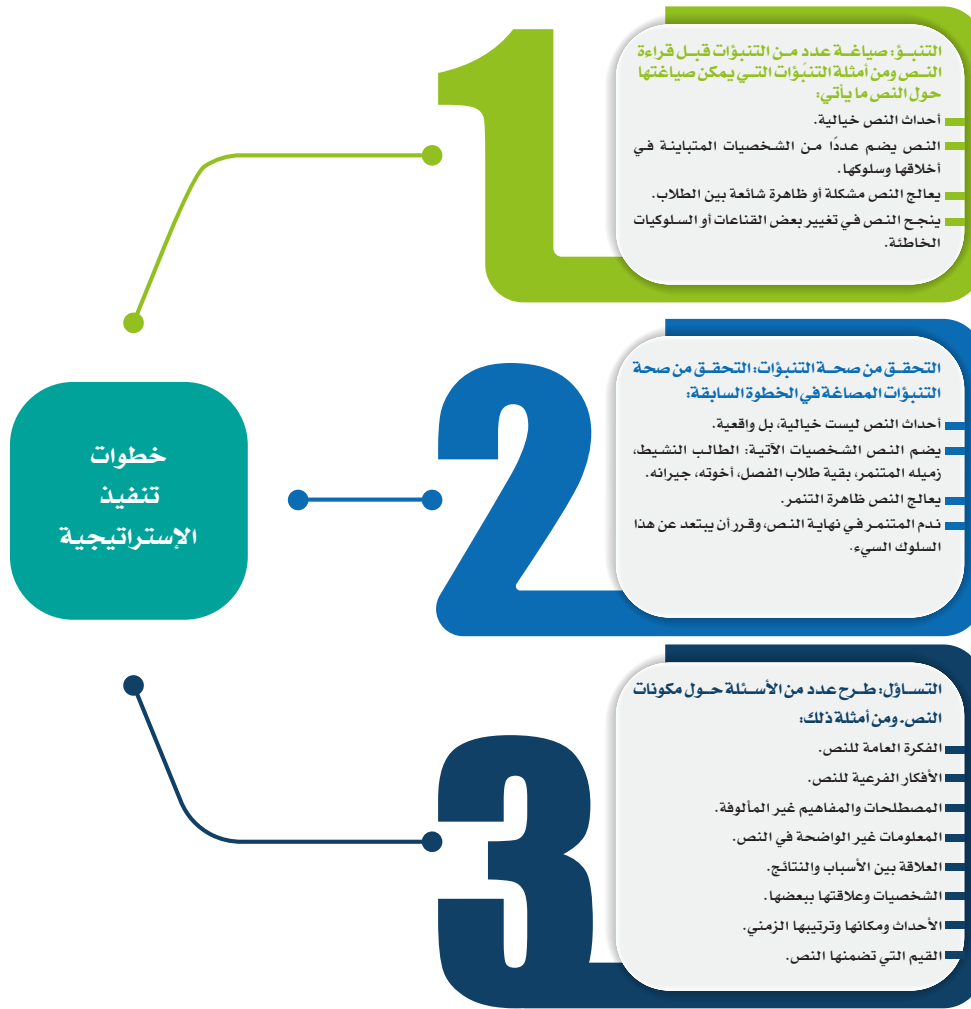 خطوات
تنفيذ
الإستراتيجية
1
التنبؤ: صياغة عدد من التنبؤات قبل قراءة
النص ومن أمثلة التنبَؤات التي يمكن صياغتها
حول النص ما يأتي:
أحداث النص خيالية.
النص يضم عددًا من الشخصيات المتباينة في
أخلاقها وسلوكها.
يعالج النص مشكلة أو ظاهرة شائعة بين الطلاب.
ينجح النص في تغيير بعض القناعات أو السلوكيات
الخاطئة.
2
التحقق من صحة التنبؤات: التحقق من صحة
التنبؤات المصاغة في الخطوة السابقة:
أحداث النص ليست خيالية، بل واقعية.
يضم النص الشخصيات الآتية: الطالب النشيط،
زميله المتنمر، بقية طلاب الفصل، أخوته، جيرانه.
يعالج النص ظاهرة التنمر.
ندم المتنمر في نهاية النص، وقرر أن يبتعد عن هذا
السلوك السيء.
3
التساؤل: طرح عدد من الأسئلة حول مكونات
النص. ومن أمثلة ذلك:
الفكرة العامة للنص.
الأفكار الفرعية للنص.
المصطلحات والمفاهيم غير المألوفة.
المعلومات غير الواضحة في النص.
العلاقة بين الأسباب والنتائج.
الشخصيات وعلاقتها ببعضها.
الأحداث ومكانها وترتيبها الزمني.
القيم التي تضمنها النص.